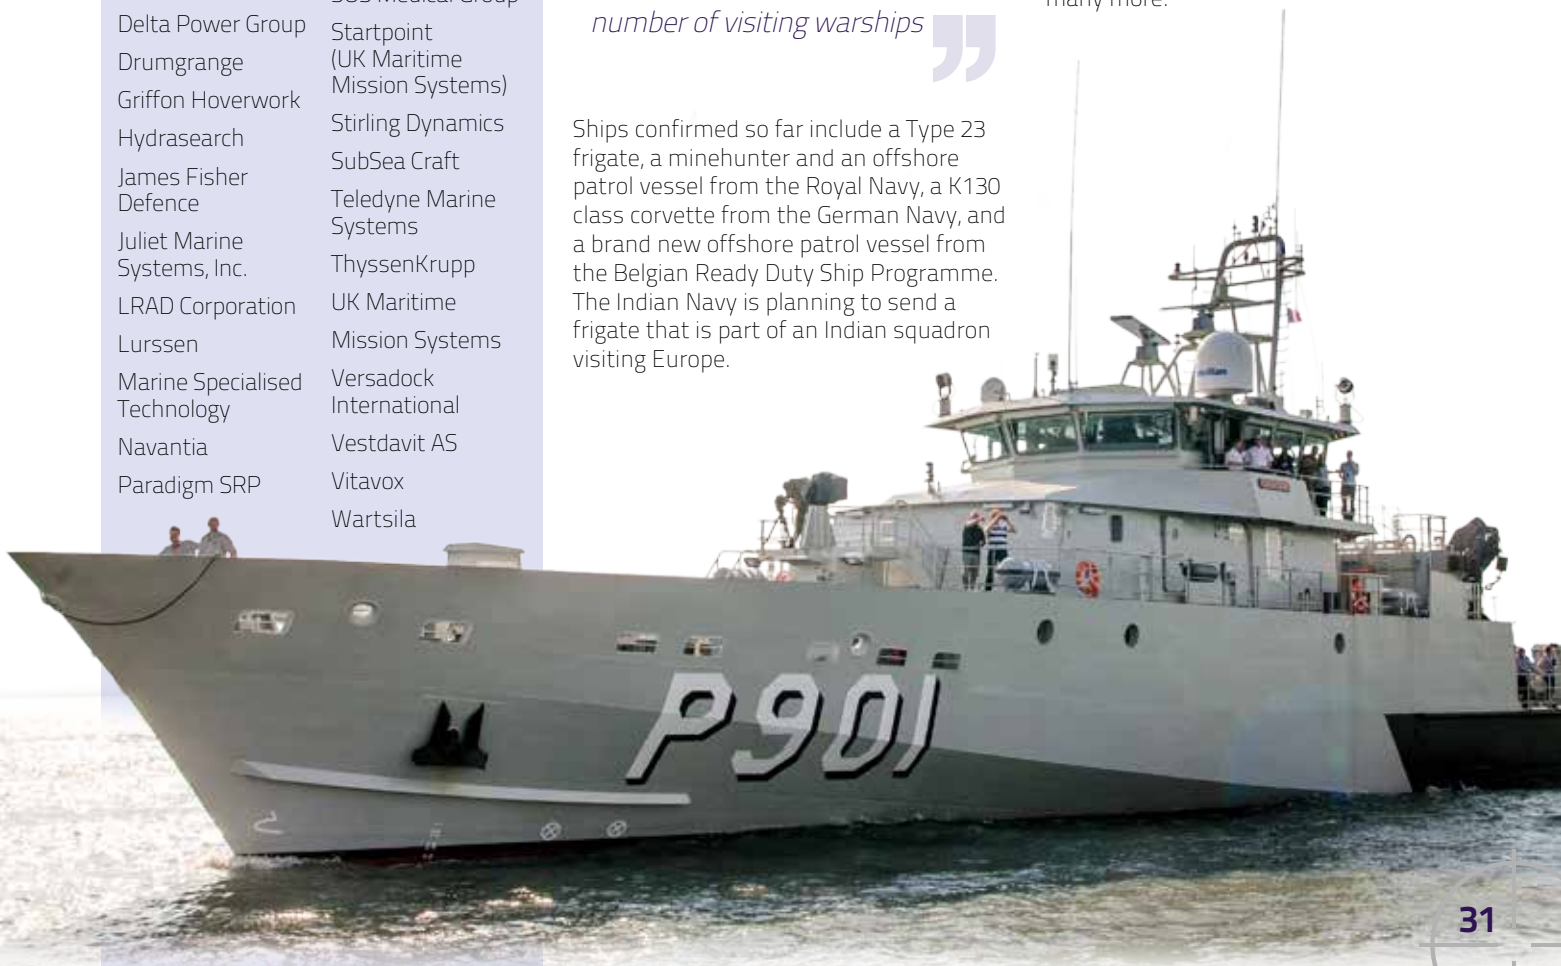 Delta Power Group
Drumgrange
Griffon Hoverwork
Hydrasearch
James Fisher
Defence
Juliet Marine
Systems, Inc.
LRAD Corporation
Lurssen
Marine Specialised
Technology
Navantia
Paradigm SRP
SOS Medical Group
Startpoint
(UK Maritime
Mission Systems)
Stirling Dynamics
SubSea Craft
Teledyne Marine
Systems
ThyssenKrupp
UK Maritime
Mission Systems
Versadock
International
Vestdavit AS
Vitavox
Wartsila
number of visiting warships ”
Ships confirmed so far include a Type 23
frigate, a minehunter and an offshore
patrol vessel from the Royal Navy, a K130
class corvette from the German Navy, and
a brand new offshore patrol vessel from
the Belgian Ready Duty Ship Programme.
The Indian Navy is planning to send a
frigate that is part of an Indian squadron
visiting Europe.
many more.
P901
31